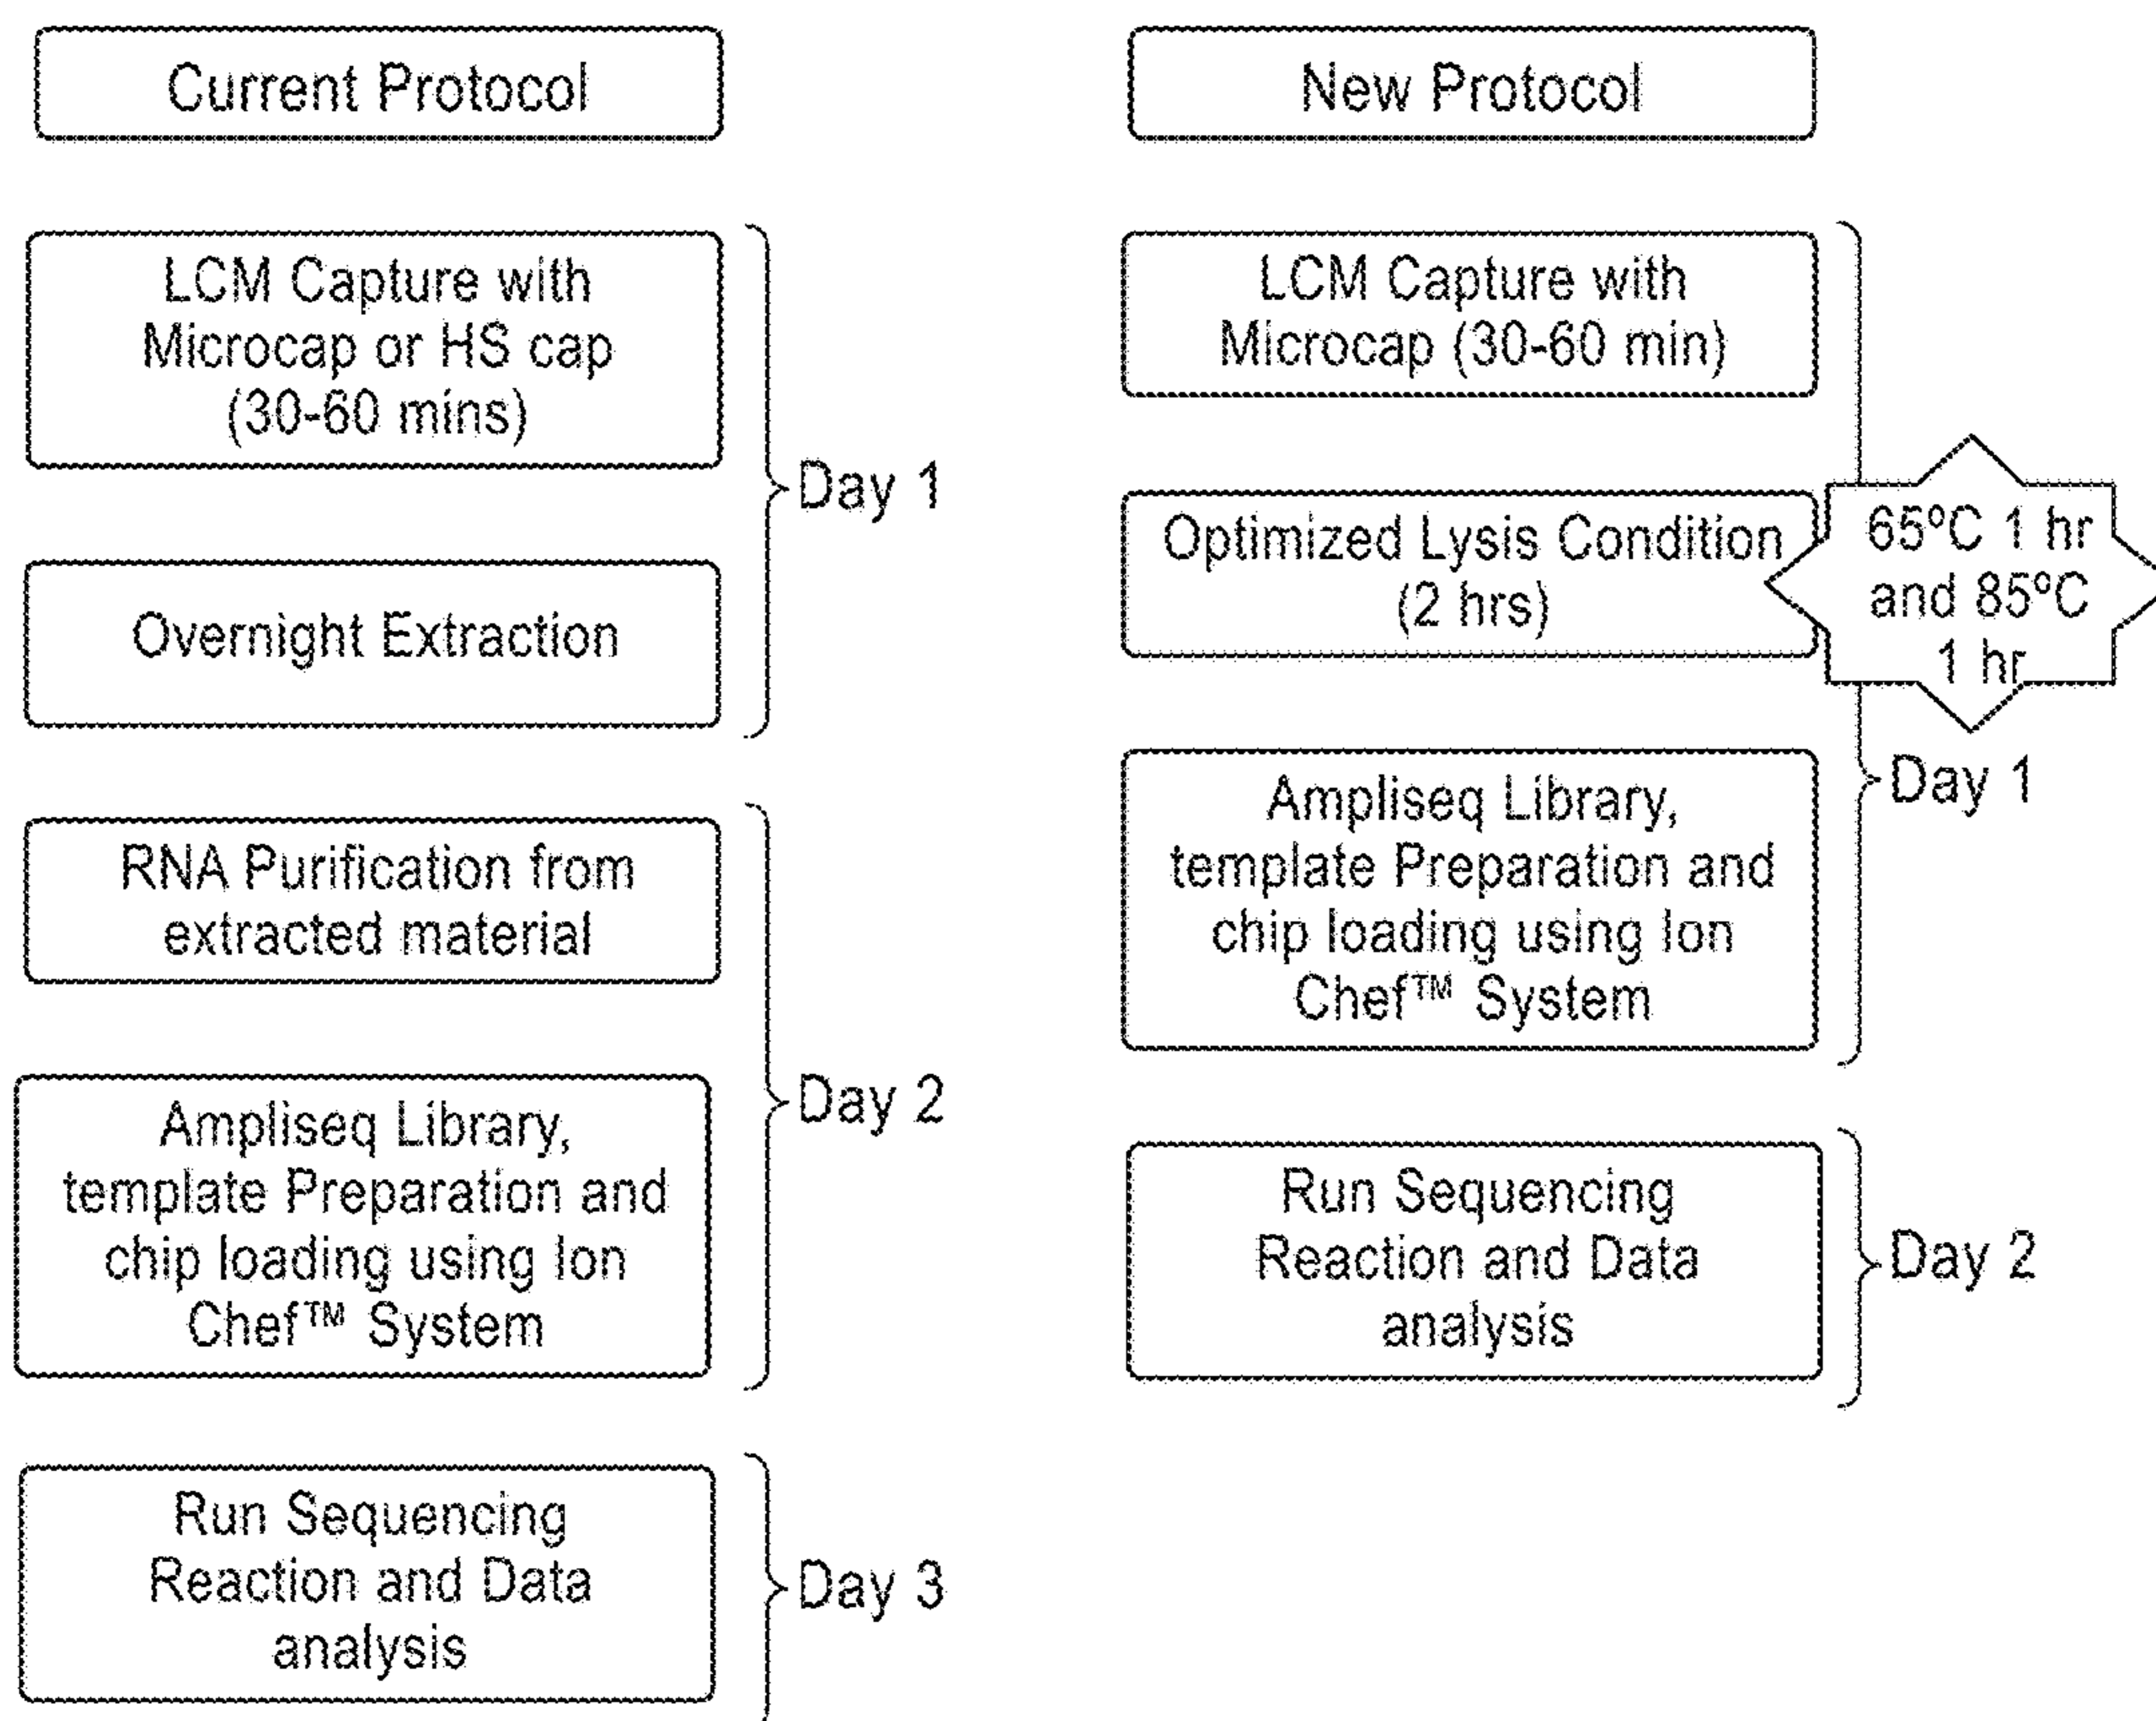 Current Protocol
LCM Capture with
Microcap or HS cap
(30-60 mins)
Overnight Extraction
Day 1
RNA Purification from
extracted material
Ampliseq Library,
template Preparation and
chip loading using Ion
Chef™ System
Day 2
Run Sequencing
Reaction and Data
analysis
Day 3
New Protocol
LCM Capture with
Microcap (30-60 min)
Optimized Lysis Condition
(2 hrs)
65ºC 1 hr
and 85ºC
1 hr
Ampliseq Library,
template Preparation and
chip loading using Ion
Chef™ System
Day 1
Run Sequencing
Reaction and Data
analysis
Day 2